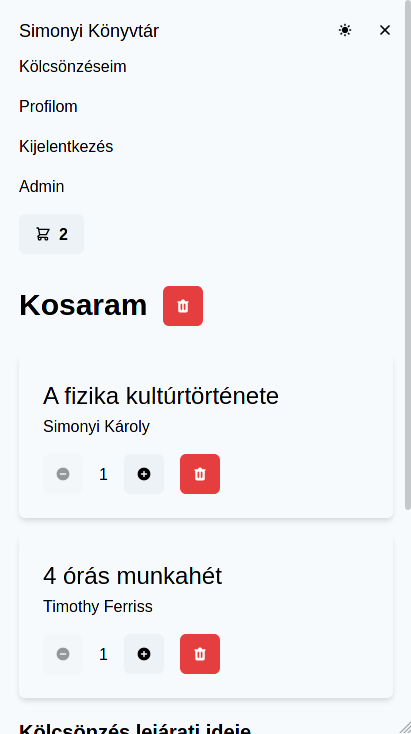 Simonyi Könyvtár
Kölcsönzéseim
Profilom
Kijelentkezés
Admin
2
Kosaram
A fizika kultúrtörténete
Simonyi Károly
1
4 órás munkahét
Timothy Ferriss
1
Kölcsönzés lejárati ideje